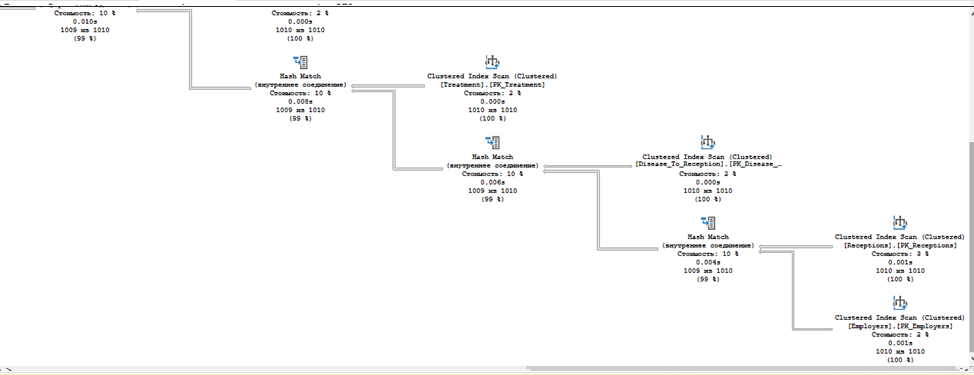 Стоимость: 10 %
0.010s
1009 из 1010
(99 %)
Стоимость: 2 %
0.000s
1010 из 1010
(100 %)
Hash Match
(внутреннее соединение)
Стоимость: 10 %
0.008s
1009 из 1010
(99 %)
Clustered Index Scan (Clustered)
[Treatment].[PK_Treatment]
Стоимость: 2 %
0.000s
1010 из 1010
(100 %)
Hash Match
(внутреннее соединение)
Стоимость: 10 %
0.006s
1009 из 1010
(99 %)
Clustered Index Scan (Clustered)
[Disease_To_Reception].[PK_Disease_…
Стоимость: 2 %
0.000s
1010 из 1010
(100 %)
Hash Match
(внутреннее соединение)
Стоимость: 10 %
0.004s
1009 из 1010
(99 %)
Clustered Index Scan (Clustered)
[Receptions].[PK_Receptions]
Стоимость: 3 %
0.001s
1010 из 1010
(100 %)
Clustered Index Scan (Clustered)
[Employers].[PK_Employers]
Стоимость: 2 %
0.001s
1010 из 1010
(100 %)